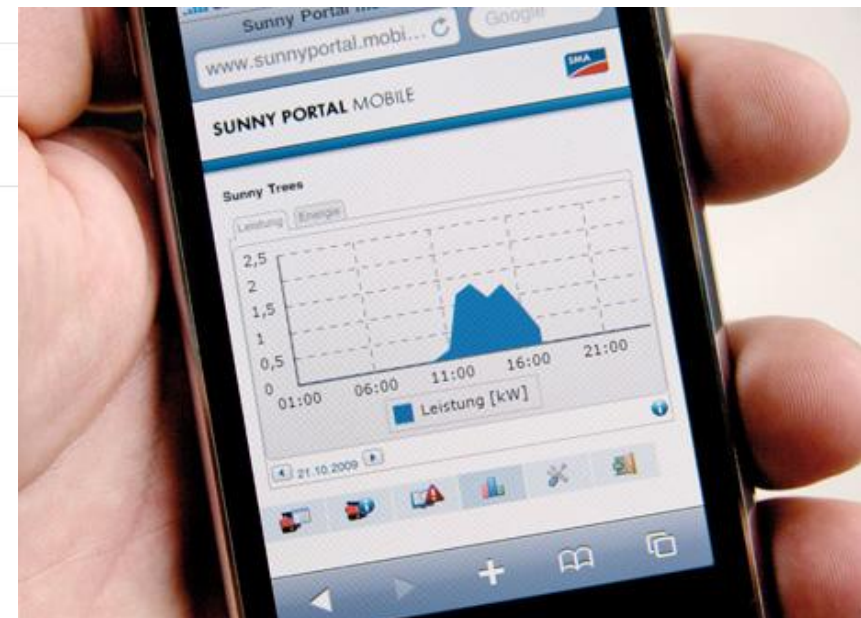 Sunny Portal
www.sunnyportal.mobi...
Google
SMA
SUNNY PORTAL MOBILE
Sunny Trees
Leistung Energie
2,5
2
1,5
1
0,5
0
01:00 06:00 11:00 16:00 21:00
Leistung [kW]
21.10.2009